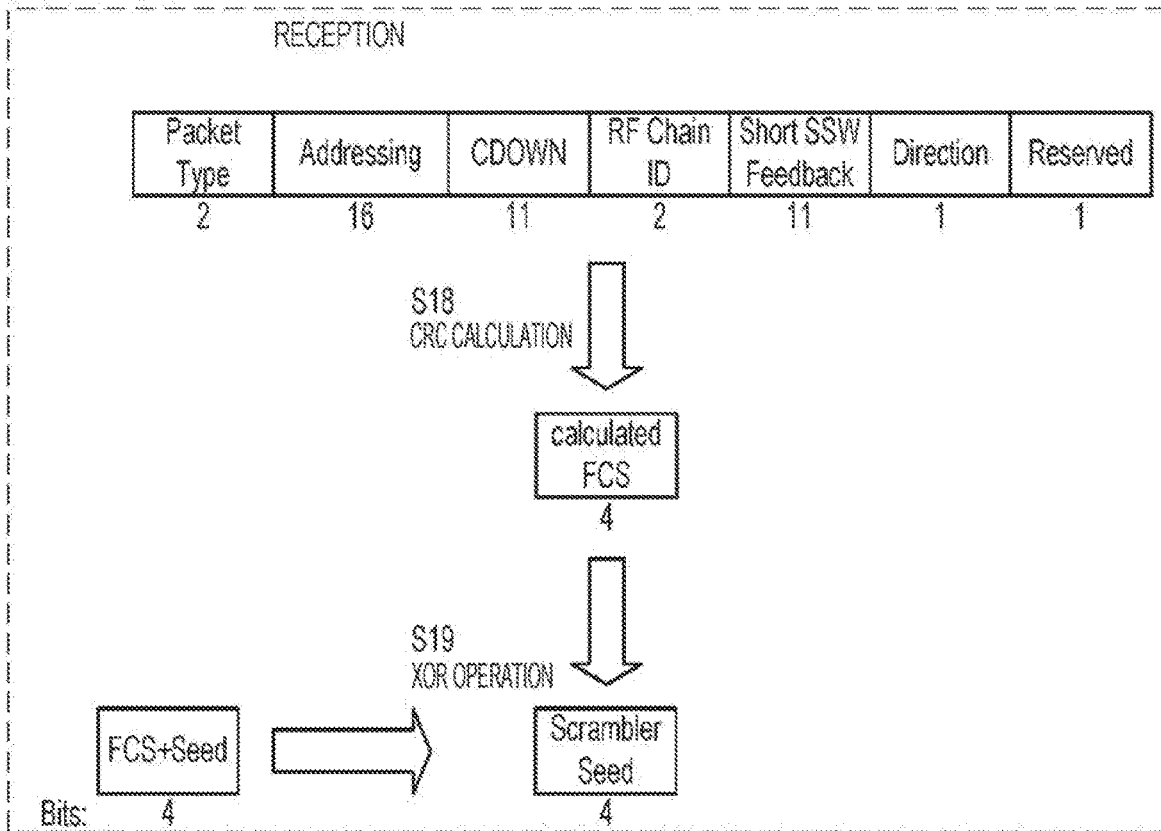 RECEPTION
Packet Type
Addressing
CDOWN
RF Chain ID
Short SSW Feedback
Direction
Reserved
2
16
11
2
11
1
1
S18
CRC CALCULATION
calculated FCS
4
S19
XOR OPERATION
FCS+Seed
Scrambler Seed
Bits:
4
4